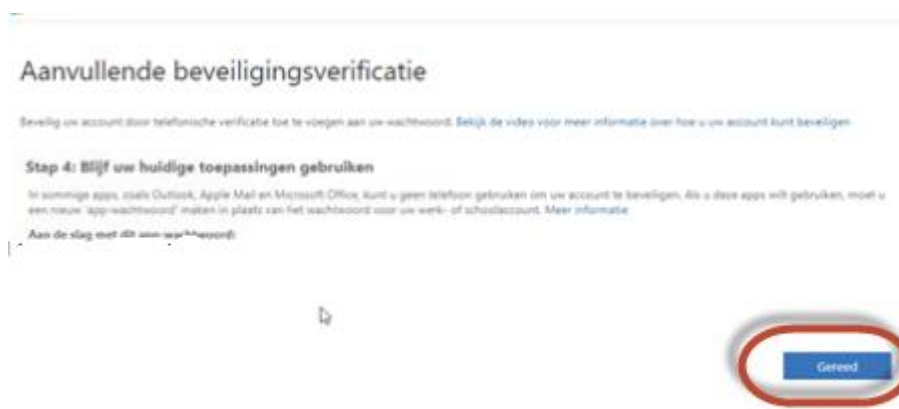 Aanvullende beveiligingsverificatie
Beveilig uw account door telefonische verificatie toe te voegen aan uw wachtwoord. Bekijk de video voor meer informatie over hoe u uw account kunt beveiligen
Stap 4: Blijf uw huidige toepassingen gebruiken
In sommige apps, zoals Outlook, Apple Mail en Microsoft Office, kunt u geen telefoon gebruiken om uw account te beveiligen. Als u deze apps wilt gebruiken, moet u
een nieuw 'app-wachtwoord' maken in plaats van het wachtwoord voor uw werk- of schoolaccount. Meer informatie
Aan de slag met dit app-wachtwoord:
Gereed